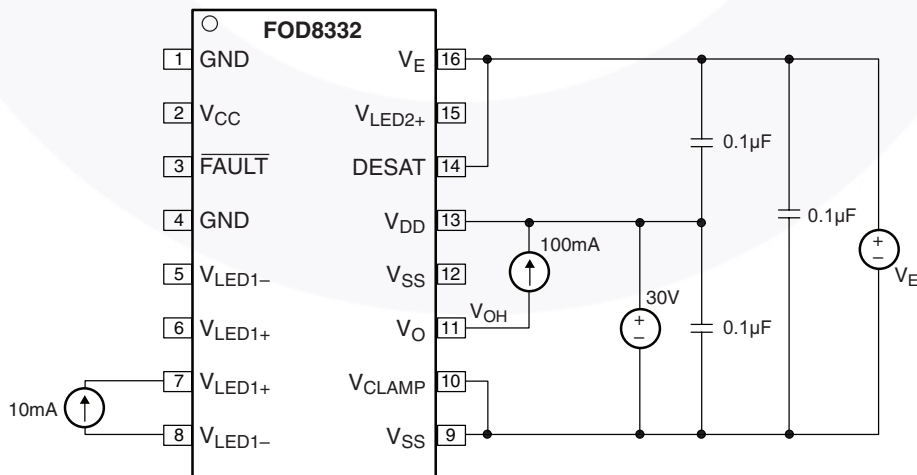 FOD8332
1 GND
2 VCC
3 FAULT
4 GND
5 VLED1–
6 VLED1+
7 VLED1+
8 VLED1–
VE 16
VLED2+ 15
DESAT 14
VDD 13
VSS 12
VO 11
VCLAMP 10
VSS 9
10mA
VOH
100mA
30V
+
–
0.1µF
0.1µF
0.1µF
+
–
VE